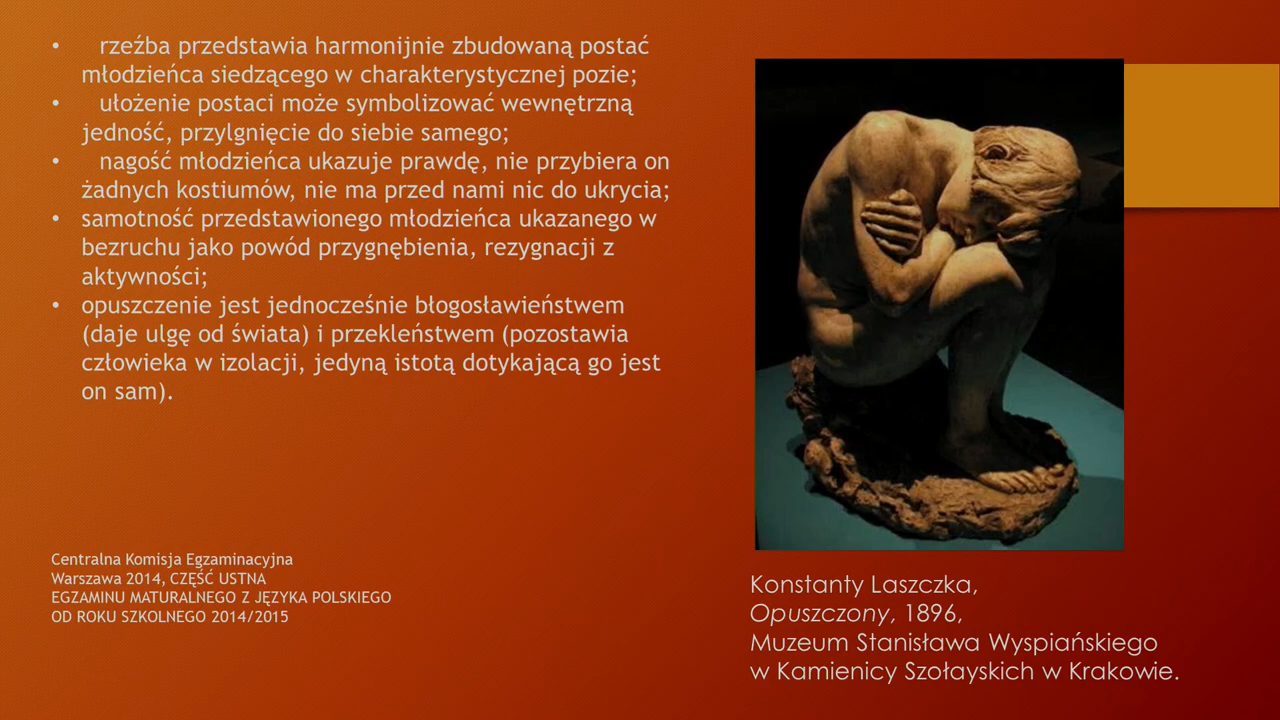 • rzeźba przedstawia harmonijnie zbudowaną postać
młodzieńca siedzącego w charakterystycznej pozie;
• ułożenie postaci może symbolizować wewnętrzną
jedność, przylgnięcie do siebie samego;
• nagość młodzieńca ukazuje prawdę, nie przybiera on
żadnych kostiumów, nie ma przed nami nic do ukrycia;
• samotność przedstawionego młodzieńca ukazanego w
bezruchu jako powód przygnębienia, rezygnacji z
aktywności;
• opuszczenie jest jednocześnie błogosławieństwem
(daje ulgę od świata) i przekleństwem (pozostawia
człowieka w izolacji, jedyną istotą dotykającą go jest
on sam).
Centralna Komisja Egzaminacyjna
Warszawa 2014, CZĘŚĆ USTNA
EGZAMINU MATURALNEGO Z JĘZYKA POLSKIEGO
OD ROKU SZKOLNEGO 2014/2015
Konstanty Laszczka,
Opuszczony, 1896,
Muzeum Stanisława Wyspiańskiego
w Kamienicy Szołayskich w Krakowie.